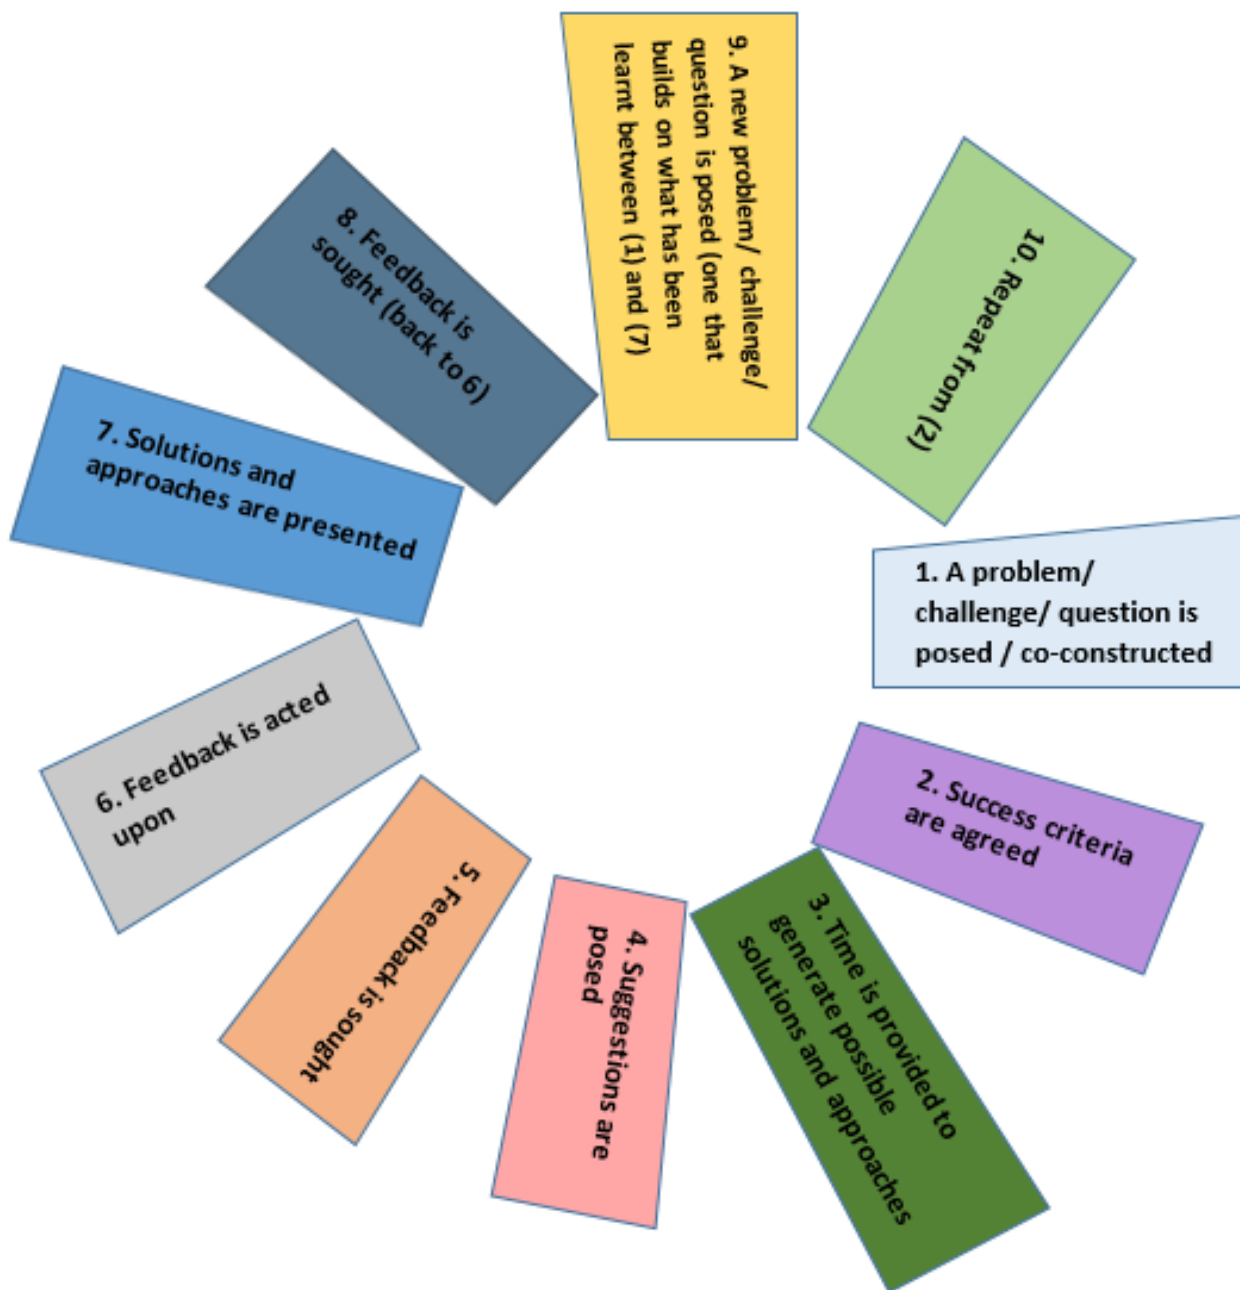 1. A problem/
challenge/ question is
posed / co-constructed
2. Success criteria
are agreed
3. Time is provided to
generate possible
solutions and approaches
4. Suggestions are
posed
5. Feedback is sought
6. Feedback is acted
upon
7. Solutions and
approaches are presented
8. Feedback is
sought (back to 6)
9. A new problem/ challenge/
question is posed (one that
builds on what has been
learnt between (1) and (7)
10. Repeat from (2)